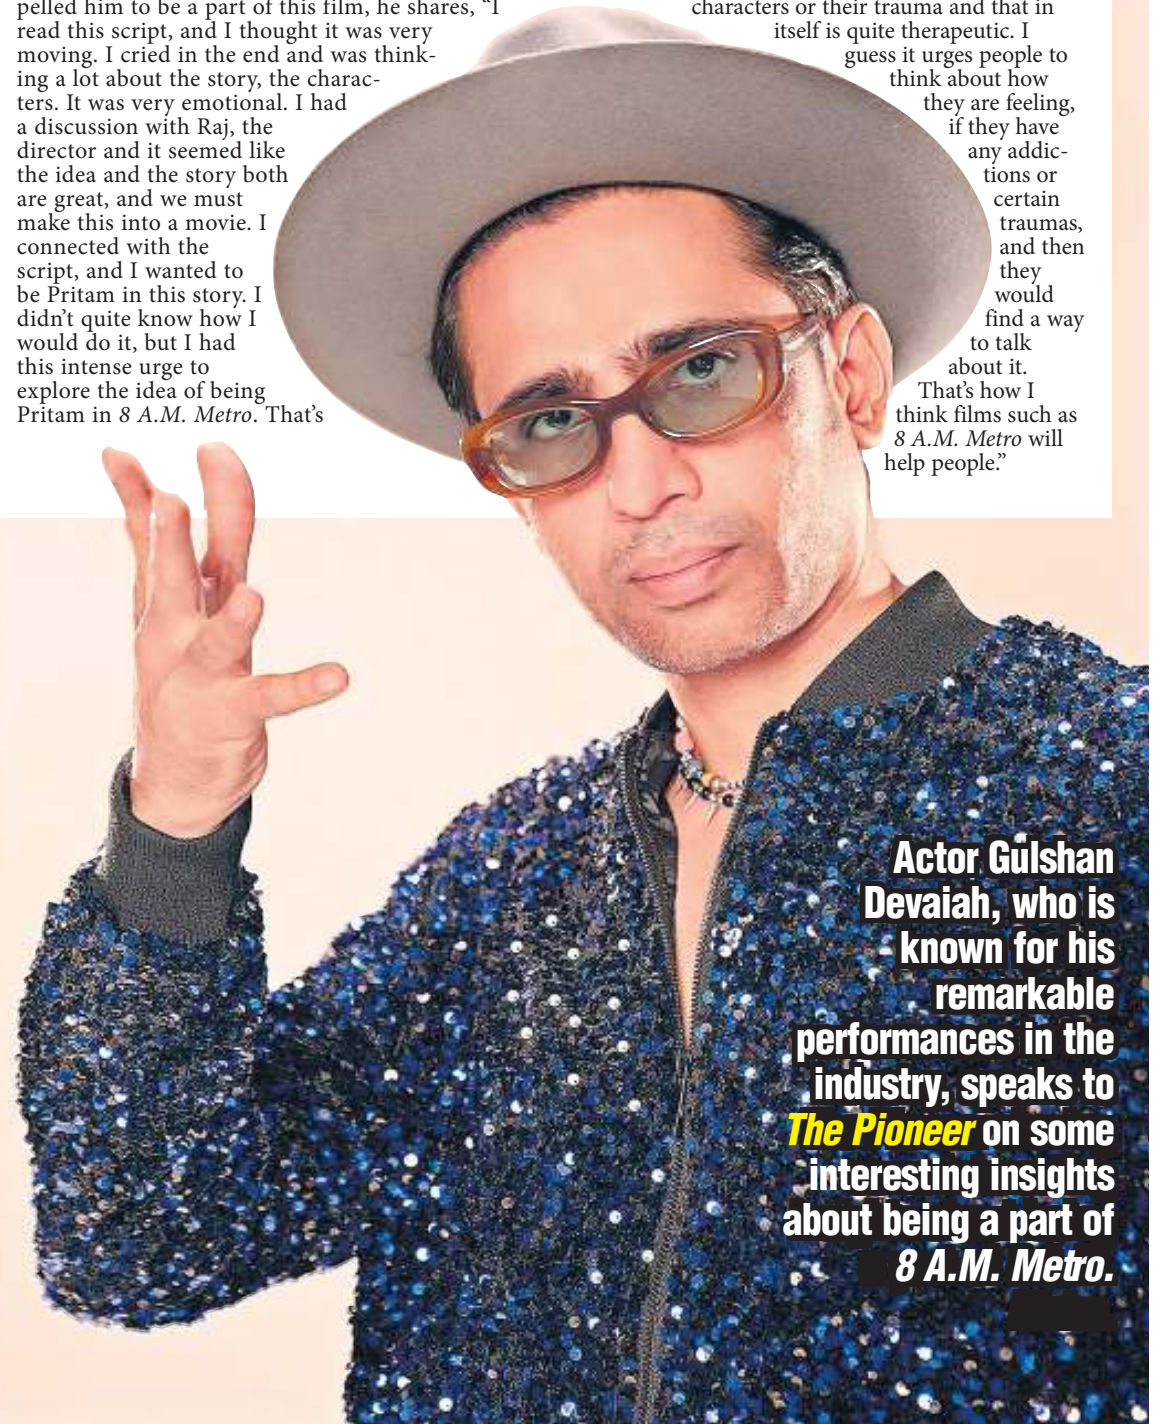 pelled him to be a part of this film, he shares, “I
read this script, and I thought it was very
moving. I cried in the end and was think-
ing a lot about the story, the charac-
ters. It was very emotional. I had
a discussion with Raj, the
director and it seemed like
the idea and the story both
are great, and we must
make this into a movie. I
connected with the
script, and I wanted to
be Pritam in this story. I
didn’t quite know how I
would do it, but I had
this intense urge to
explore the idea of being
Pritam in 8 A.M. Metro. That’s
characters or their trauma and that in
itself is quite therapeutic. I
guess it urges people to
think about how
they are feeling,
if they have
any addic-
tions or
certain
traumas,
and then
they
would
find a way
to talk
about it.
That’s how I
think films such as
8 A.M. Metro will
help people.”
Actor Gulshan
Devaiah, who is
known for his
remarkable
performances in the
industry, speaks to
The Pioneer on some
interesting insights
about being a part of
8 A.M. Metro.